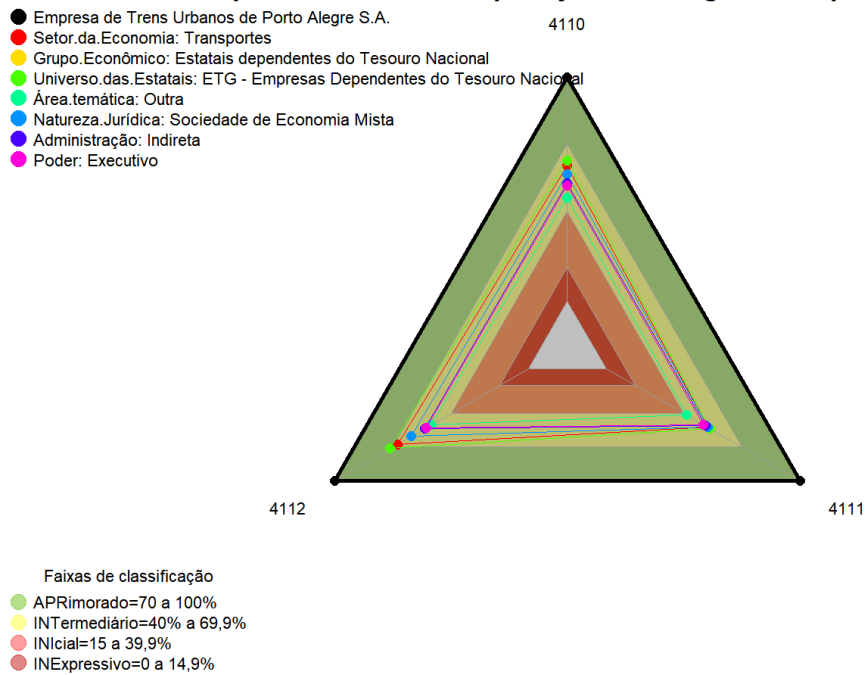 4110
Empresa de Trens Urbanos de Porto Alegre S.A.
Setor.da.Economia: Transportes
Grupo.Econômico: Estatais dependentes do Tesouro Nacional
Universo.das.Estatais: ETG - Empresas Dependentes do Tesouro Nacional
Área.temática: Outra
Natureza.Jurídica: Sociedade de Economia Mista
Administração: Indireta
Poder: Executivo
4112
4111
Faixas de classificação
APRimorado=70 a 100%
INTermediário=40% a 69,9%
INIcial=15 a 39,9%
INExpressivo=0 a 14,9%